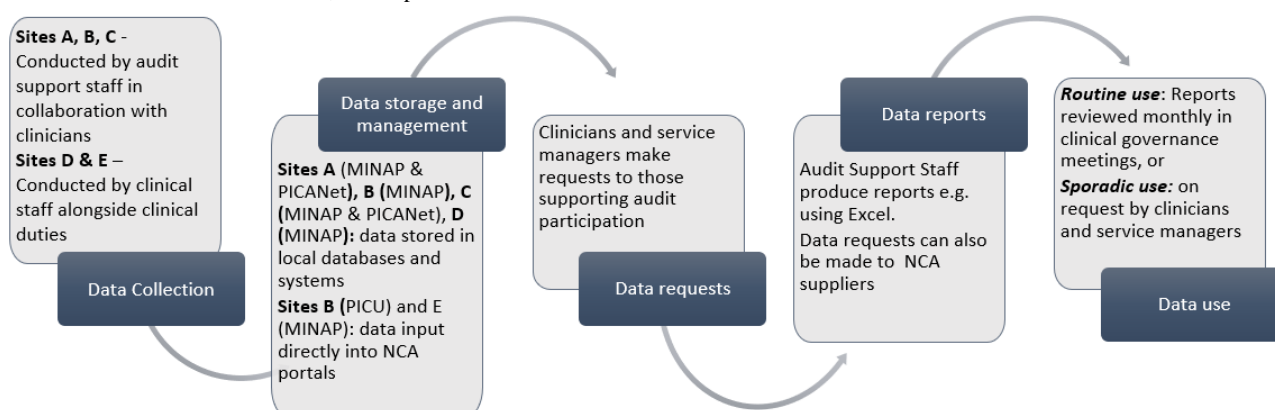 Sites A, B, C -
Conducted by audit
support staff in
collaboration with
clinicians
Sites D & E –
Conducted by clinical
staff alongside clinical
duties
Data Collection
Data storage and
management
Sites A (MINAP &
PICANet), B (MINAP), C
(MINAP & PICANet), D
(MINAP): data stored in
local databases and
systems
Sites B (PICU) and E
(MINAP): data input
directly into NCA
portals
Clinicians and service
managers make
requests to those
supporting audit
participation
Data requests
Data reports
Audit Support Staff
produce reports e.g.
using Excel.
Data requests can also
be made to NCA
suppliers
Routine use: Reports
reviewed monthly in
clinical governance
meetings, or
Sporadic use: on
request by clinicians
and service managers
Data use